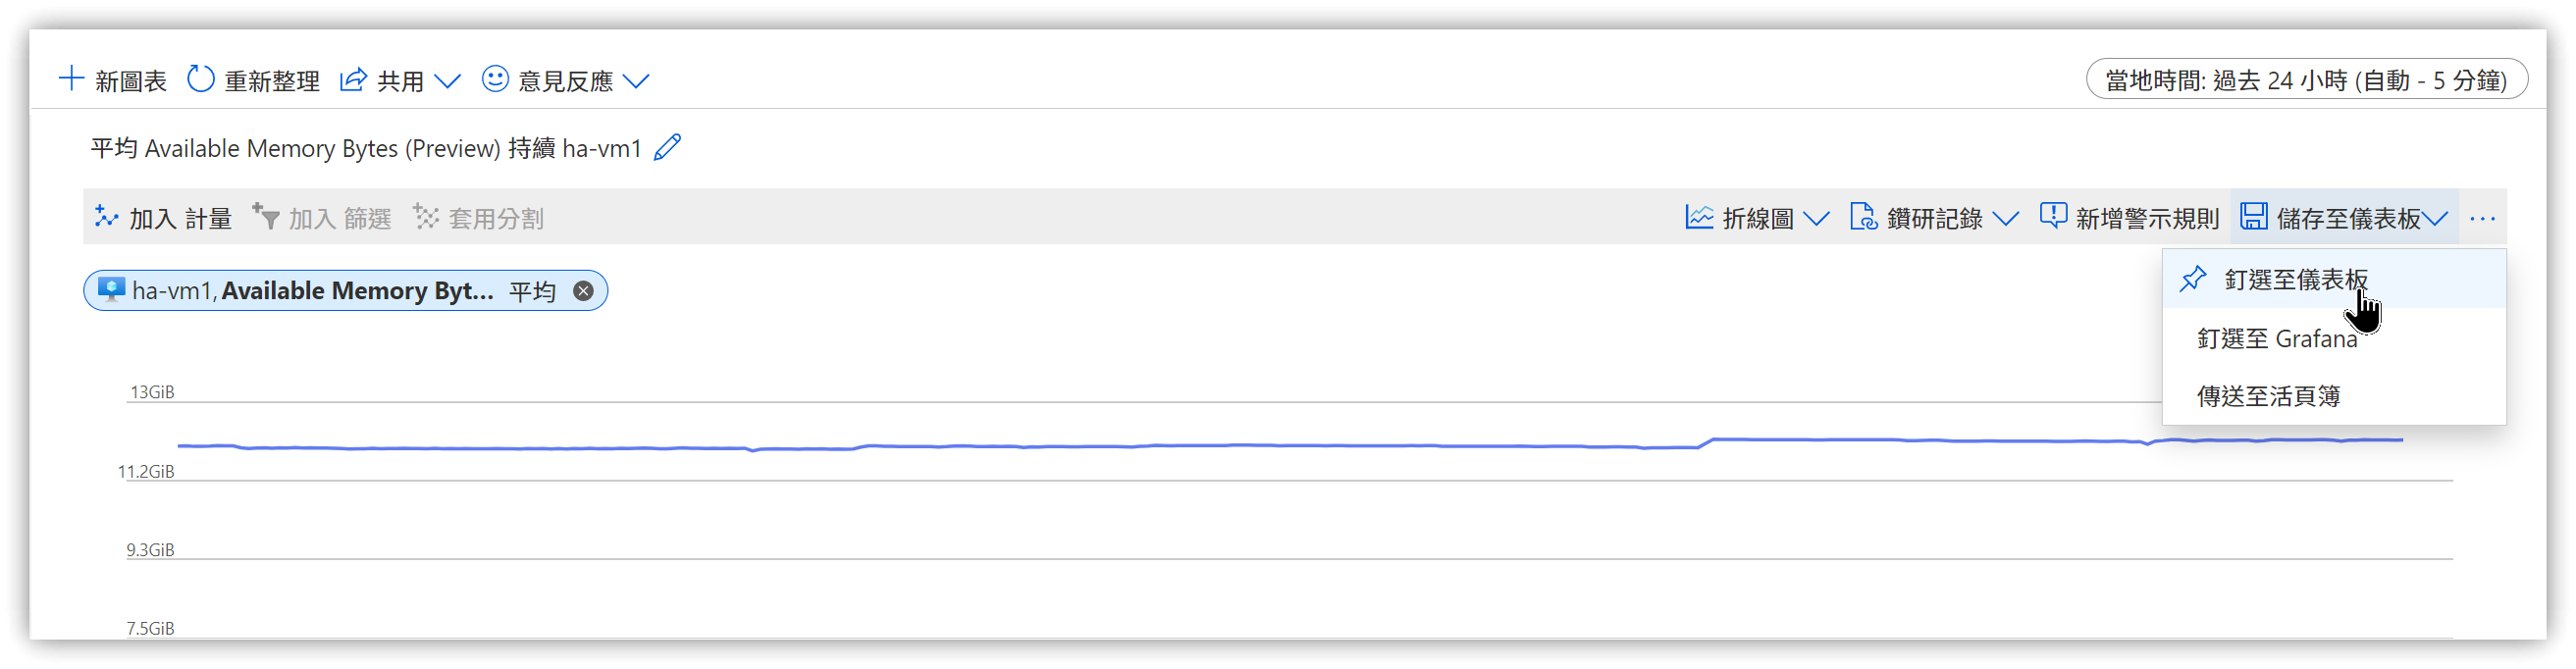 新圖表 重新整理 共用 意見反應 當地時間: 過去 24 小時 (自動 - 5 分鐘)
平均 Available Memory Bytes (Preview) 持續 ha-vm1
加入 計量 加入 篩選 套用分割 折線圖 鑽研記錄 新增警示規則 儲存至儀表板 ...
ha-vm1, Available Memory Byt... 平均
釘選至儀表板
釘選至 Grafana
傳送至活頁簿
13GiB
11.2GiB
9.3GiB
7.5GiB